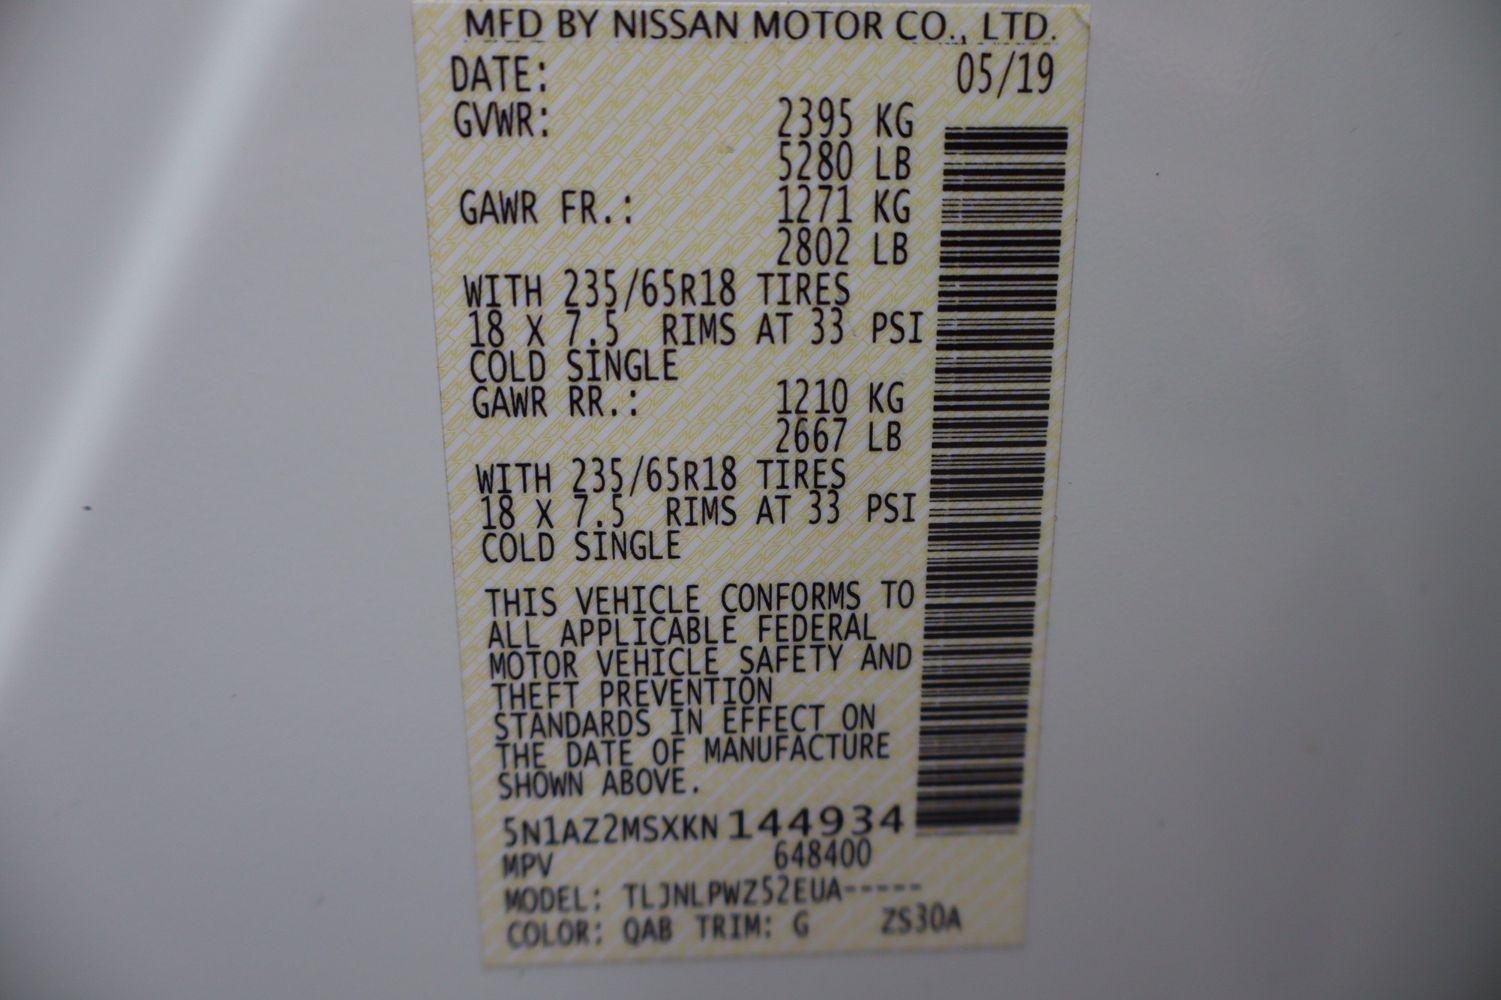 MFD BY NISSAN MOTOR CO., LTD.
DATE: 05/19
GVWR: 2395 KG
5280 LB
GAWR FR.: 1271 KG
2802 LB
WITH 235/65R18 TIRES
18 X 7.5 RIMS AT 33 PSI
COLD SINGLE
GAWR RR.: 1210 KG
2667 LB
WITH 235/65R18 TIRES
18 X 7.5 RIMS AT 33 PSI
COLD SINGLE
THIS VEHICLE CONFORMS TO
ALL APPLICABLE FEDERAL
MOTOR VEHICLE SAFETY AND
THEFT PREVENTION
STANDARDS IN EFFECT ON
THE DATE OF MANUFACTURE
SHOWN ABOVE.
5N1AZ2MSXKN144934
MPV 648400
MODEL: TLJNLPWZ52EUA-----
COLOR: QAB TRIM: G ZS30A